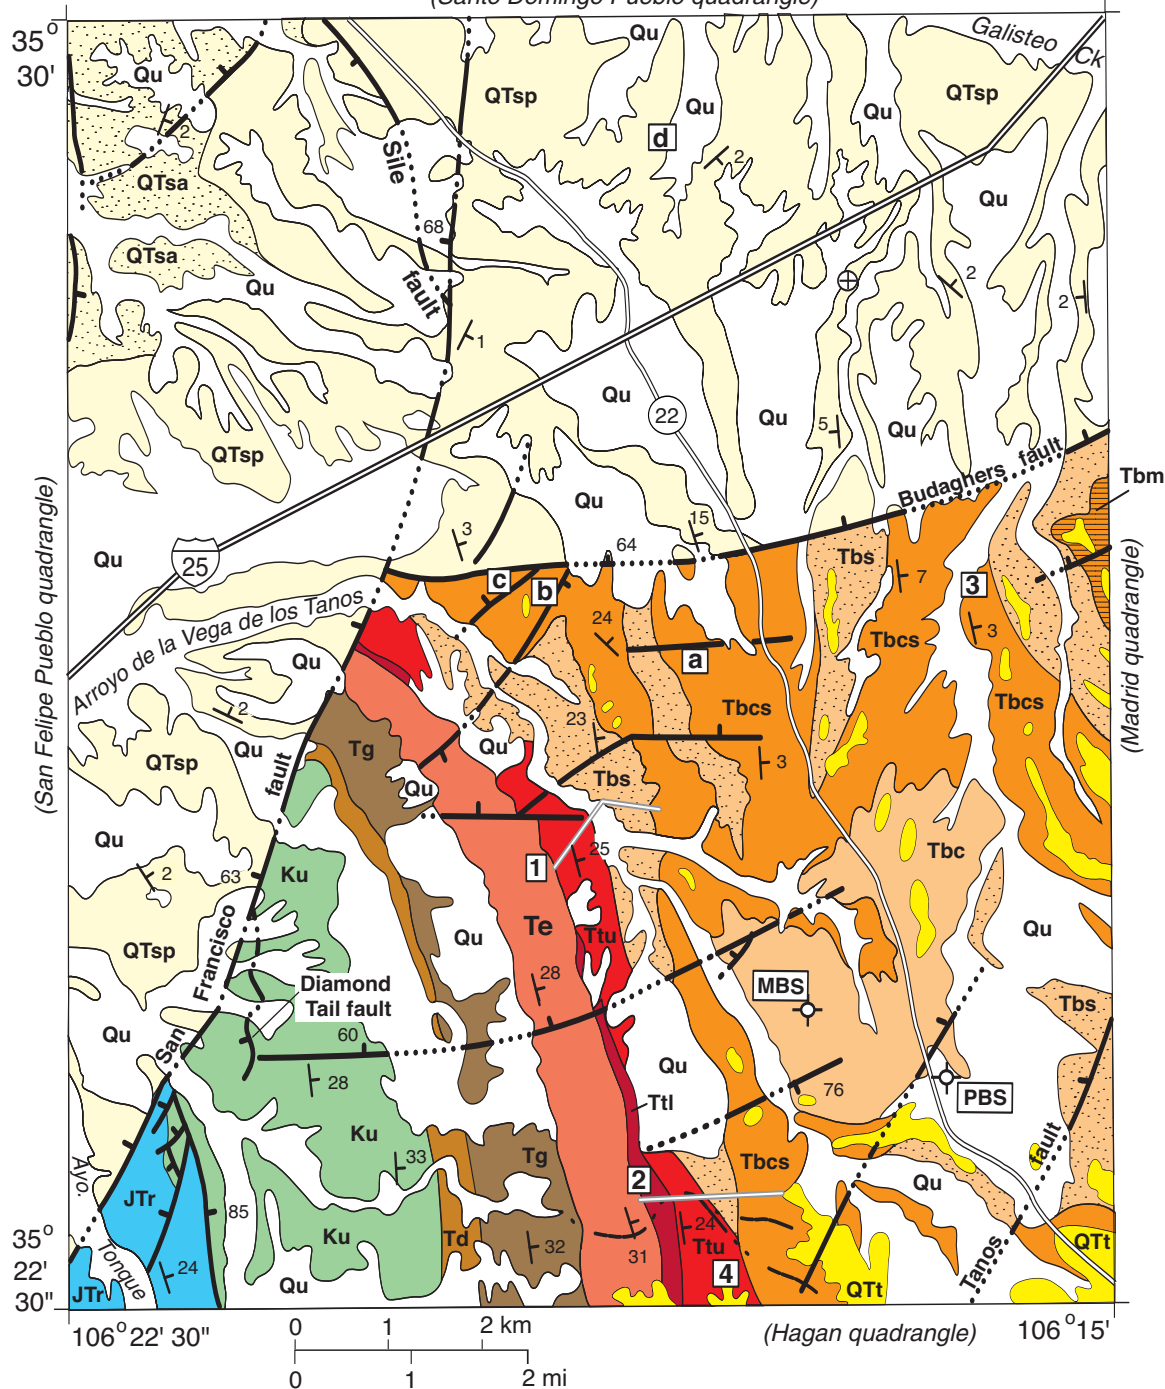 (Santo Domingo Pueblo quadrangle)
35°
30'
Qu
Qu
Galisteo
Ck
QTsp
QTsp
Qu
Qu
2
d
2
Sile
QTsa
Qu
68
QTsa
Qu
fault
2
2
1
Qu
22
Qu
5
Qu
QTsp
Budaghers fault
Tbm
Qu
3
15
64
Qu
25
Tbs
7
c
b
3
Arroyo de la Vega de los Tanos
24
3
Tbcs
a
Qu
2
Tbcs
Tbcs
(San Felipe Pueblo quadrangle)
(Madrid quadrangle)
23
QTsp
Qu
Tg
Qu
3
Qu
Tbs
fault
Qu
1
25
Tbc
2
63
Ku
Te
Qu
Ttu
Qu
QTsp
28
MBS
Francisco
Diamond
Tail fault
Tbs
Qu
60
San
28
Qu
76
PBS
Ttl
Ku
33
Tg
Tbcs
fault
Ayo.
2
Qu
JTr
85
24
Ku
Td
32
31
Ttu
QTt
35°
22'
30"
Tonque
24
4
Tanos
JTr
Qu
QTt
106° 22' 30"
0 1 2 km
(Hagan quadrangle)
106° 15'
0 1 2 mi